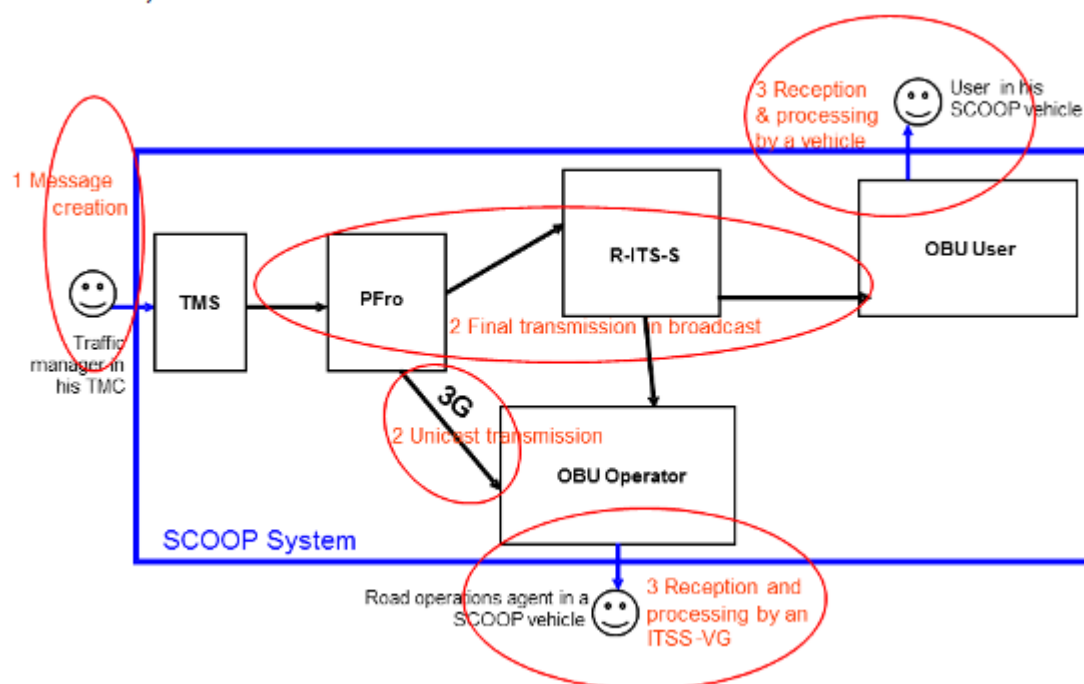 3 Reception
& processing
by a vehicle
User in his
SCOOP vehicle
1 Message
creation
TMS
PFro
R-ITS-S
OBU User
2 Final transmission in broadcast
Traffic
manager in
his TMC
3G
2 Unicast transmission
OBU Operator
SCOOP System
Road operations agent in a
SCOOP vehicle
3 Reception and
processing by an
ITSS-VG